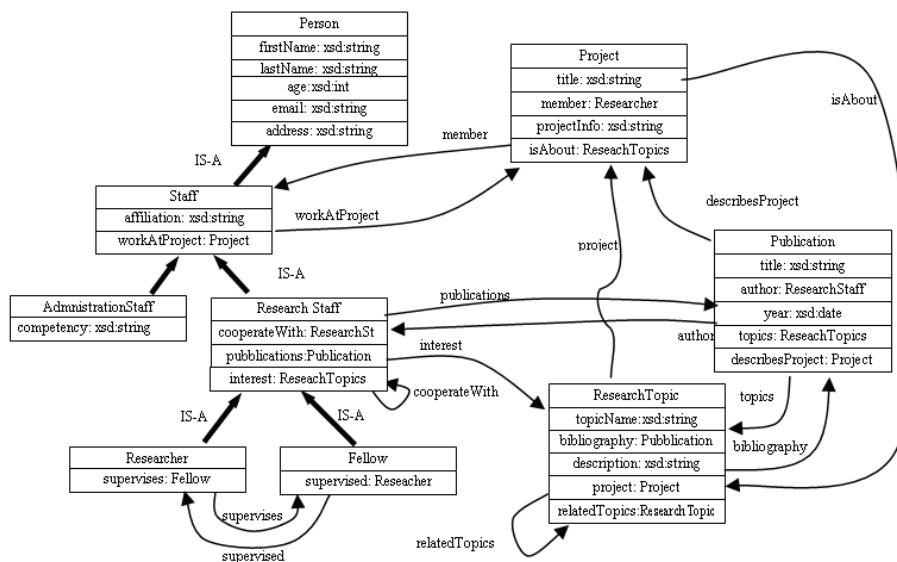 Person
firstName: xsd:string
lastName: xsd:string
age:xsd:int
email: xsd:string
address: xsd:string
Project
title: xsd:string
member: Researcher
projectInfo: xsd:string
isAbout: ReseachTopics
isAbout
member
IS-A
Staff
affiliation: xsd:string
workAtProject: Project
workAtProject
describesProject
project
Publication
title: xsd:string
author: ResearchStaff
year: xsd:date
topics: ReseachTopics
describesProject: Project
IS-A
AdmnistrationStaff
competency: xsd:string
Research Staff
cooperateWith: ResearchSt
pubblications:Publication
interest: ReseachTopics
publications
author
interest
cooperateWith
ResearchTopic
topicName:xsd:string
bibliography: Pubblication
description: xsd:string
project: Project
relatedTopics:ResearchTopic
topics
bibliography
IS-A
IS-A
Researcher
supervises: Fellow
Fellow
supervised: Reseacher
supervises
supervised
relatedTopics